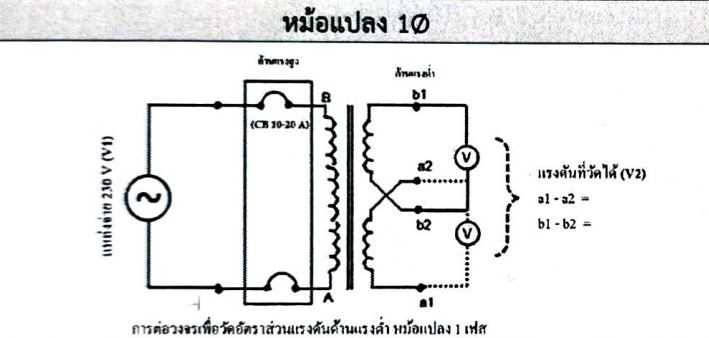 หม้อแปลง 1Ø
ด้านแรงสูง
ด้านแรงต่ำ
B
b1
(CB 10-20 A)
V
แหล่งจ่าย 230 V (V1)
a2
แรงดันที่วัดได้ (V2)
a1 - a2 =
b2
b1 - b2 =
V
A
a1
การต่อวงจรเพื่อวัดอัตราส่วนแรงดันด้านแรงต่ำ หม้อแปลง 1 เฟส